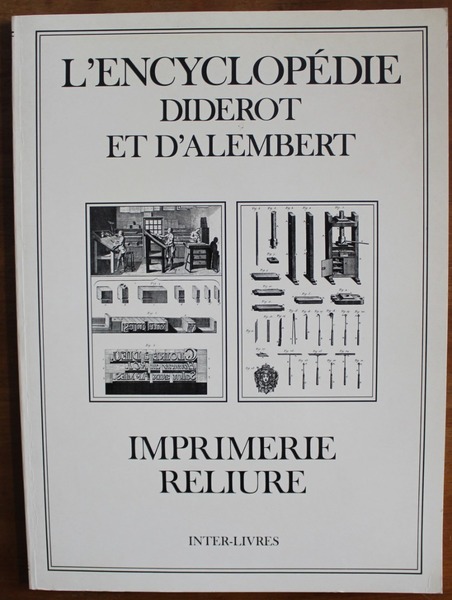 L'ENCYCLOPÉDIE
DIDEROT
ET D'ALEMBERT
IMPRIMERIE
RELIURE
INTER-LIVRES